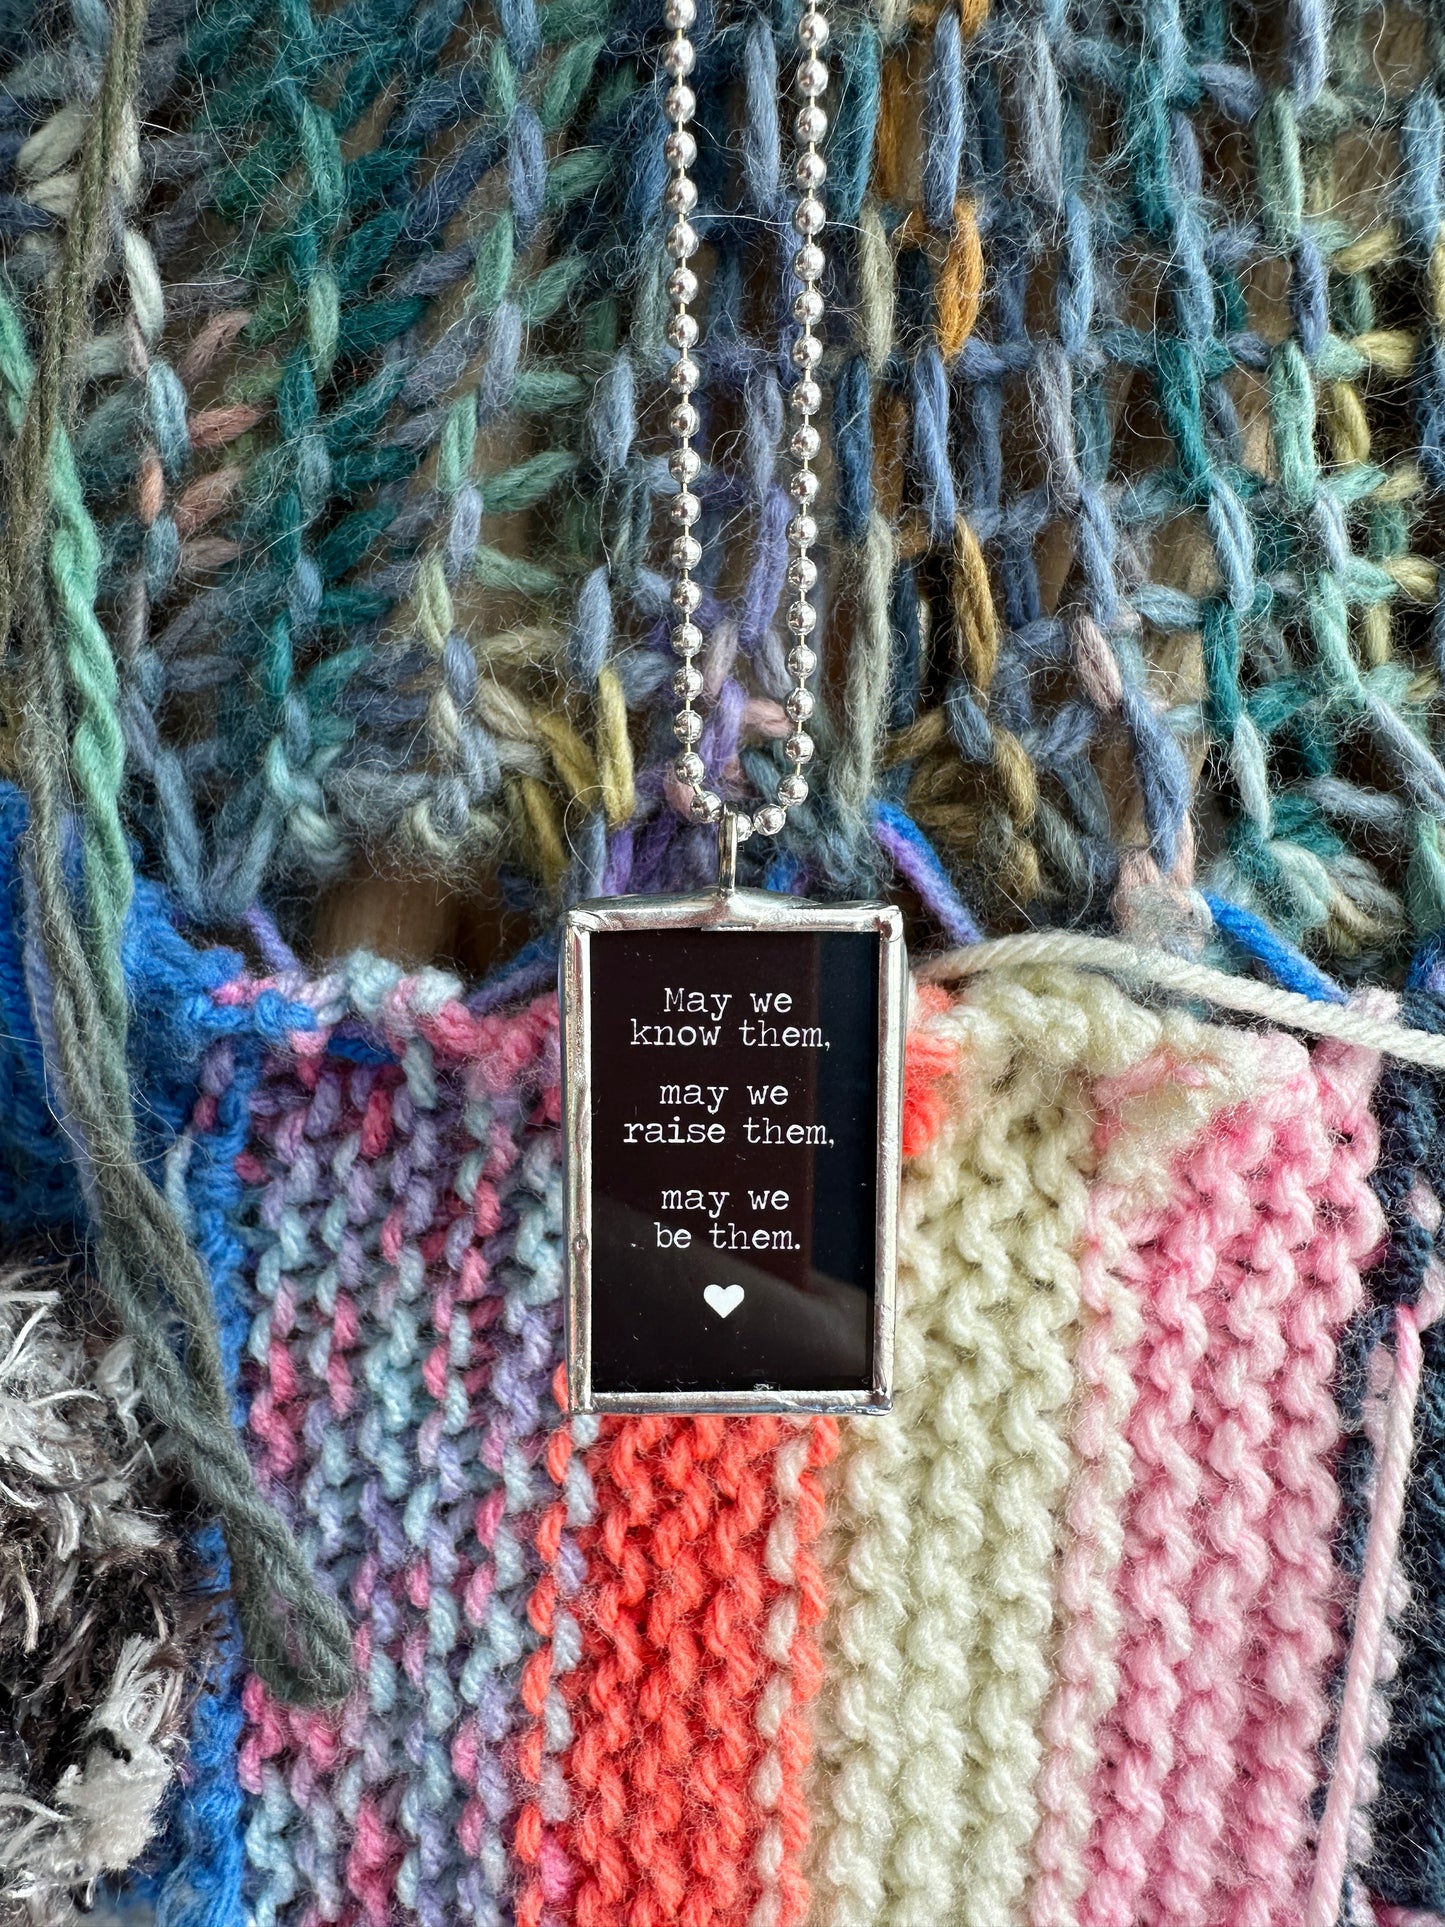 May we
know them,
may we
raise them,
may we
be them.